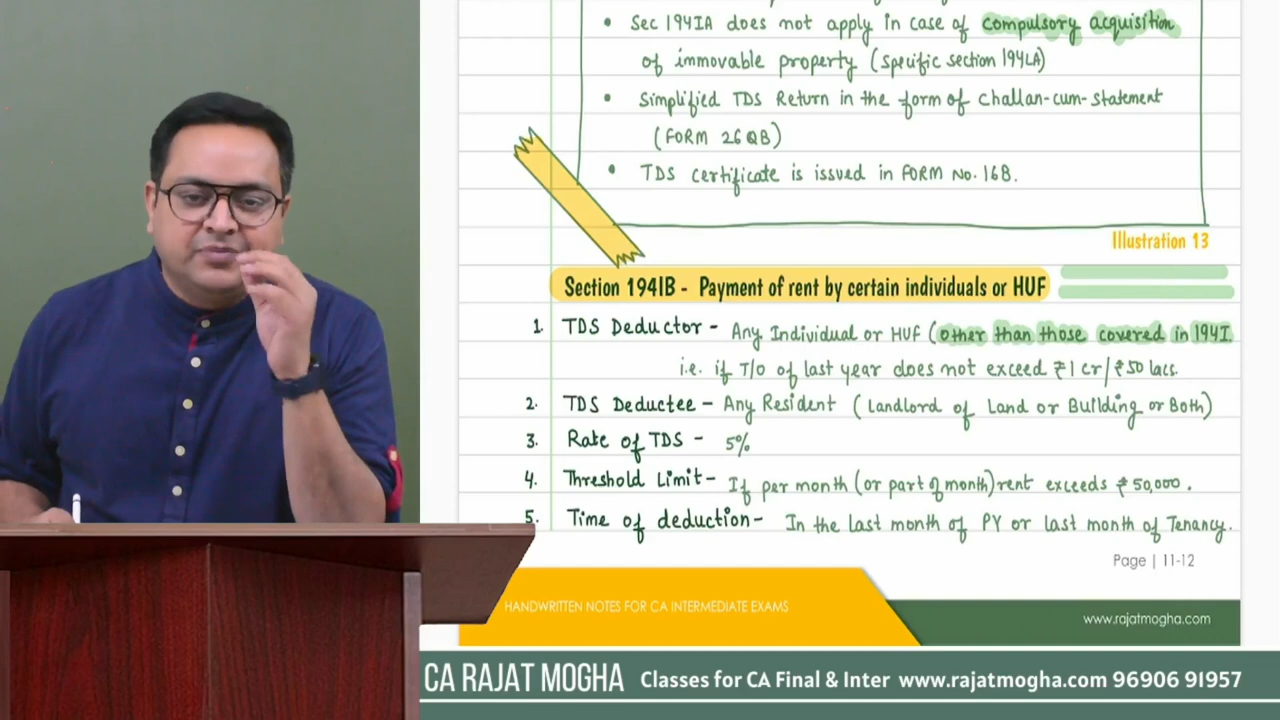 • Sec 194IA does not apply in case of compulsory acquisition
of immovable property (specific section 194LA)
• Simplified TDS Return in the form of challan-cum-statement
(FORM 26QB)
• TDS certificate is issued in FORM No. 16B.
Illustration 13
Section 194IB - Payment of rent by certain individuals or HUF
1. TDS Deductor - Any Individual or HUF (other than those covered in 194I.
i.e. if T/O of last year does not exceed ₹1 cr/₹50 lacs.
2. TDS Deductee - Any Resident (Landlord of Land or Building or Both)
3. Rate of TDS - 5%
4. Threshold Limit - If per month (or part of month) rent exceeds ₹50,000.
5. Time of deduction - In the last month of PY or last month of Tenancy.
Page | 11-12
HANDWRITTEN NOTES FOR CA INTERMEDIATE EXAMS
www.rajatmogha.com
CA RAJAT MOGHA Classes for CA Final & Inter www.rajatmogha.com 96906 91957